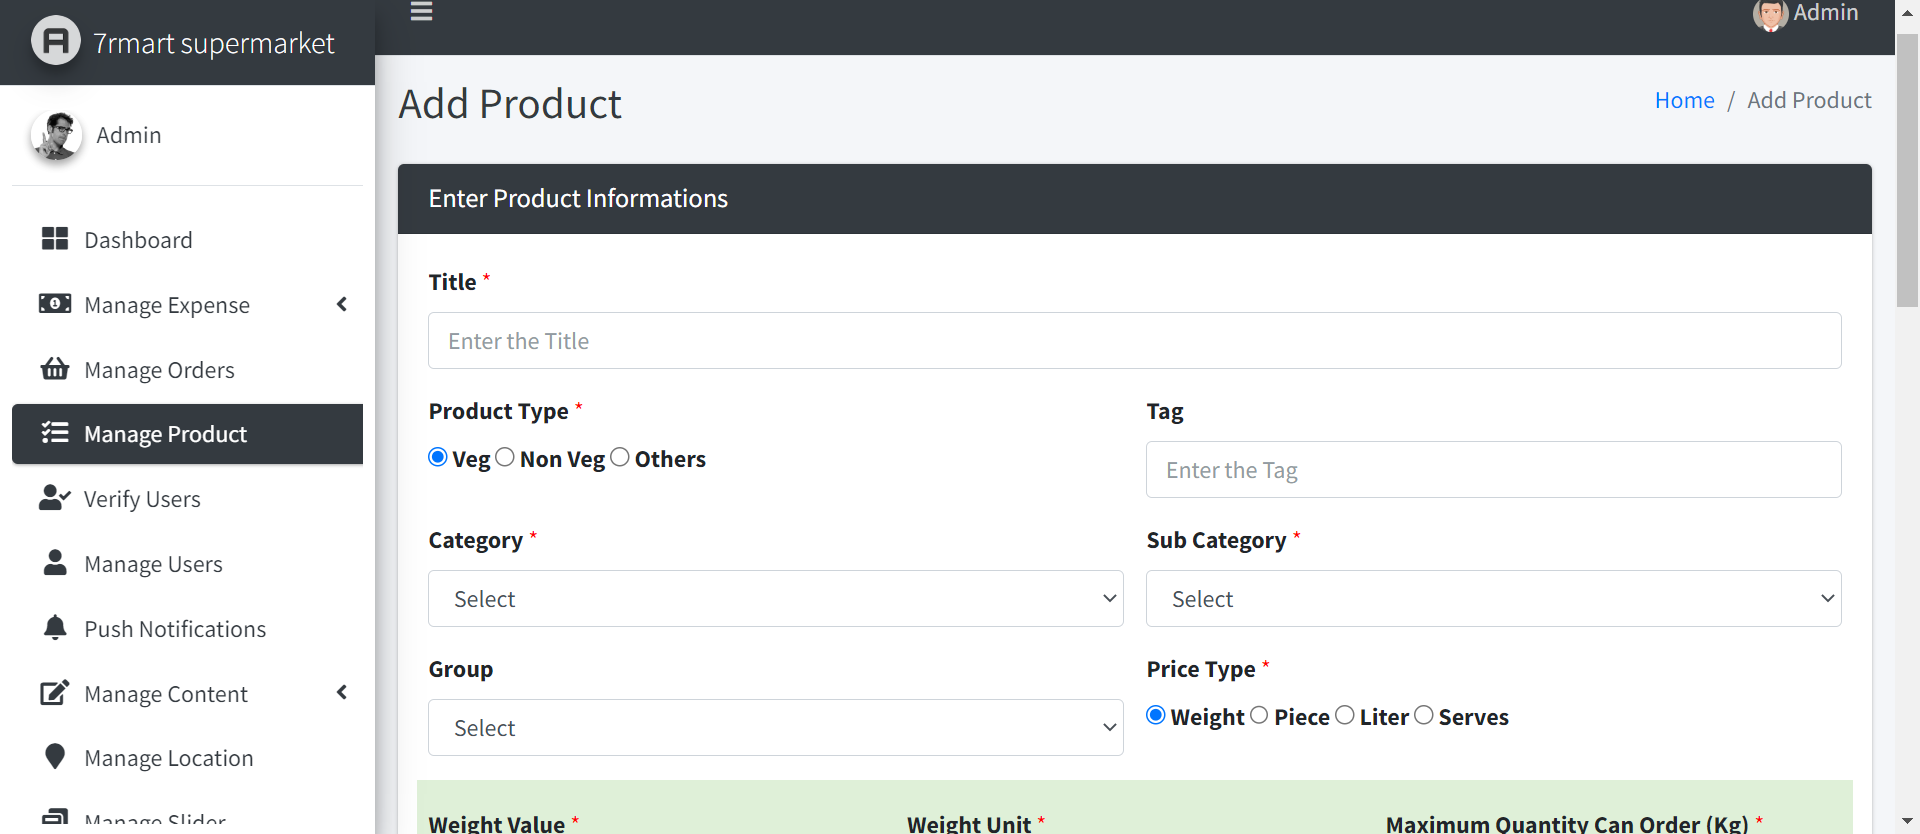 7rmart supermarket
Admin
Admin
Dashboard
Manage Expense
Manage Orders
Manage Product
Verify Users
Manage Users
Push Notifications
Manage Content
Manage Location
Manage Slider
Add Product
Home / Add Product
Enter Product Informations
Title *
Enter the Title
Product Type *
Veg Non Veg Others
Tag
Enter the Tag
Category *
Select
Sub Category *
Select
Group
Select
Price Type *
Weight Piece Liter Serves
Weight Value * Weight Unit * Maximum Quantity Can Order (Kg) *